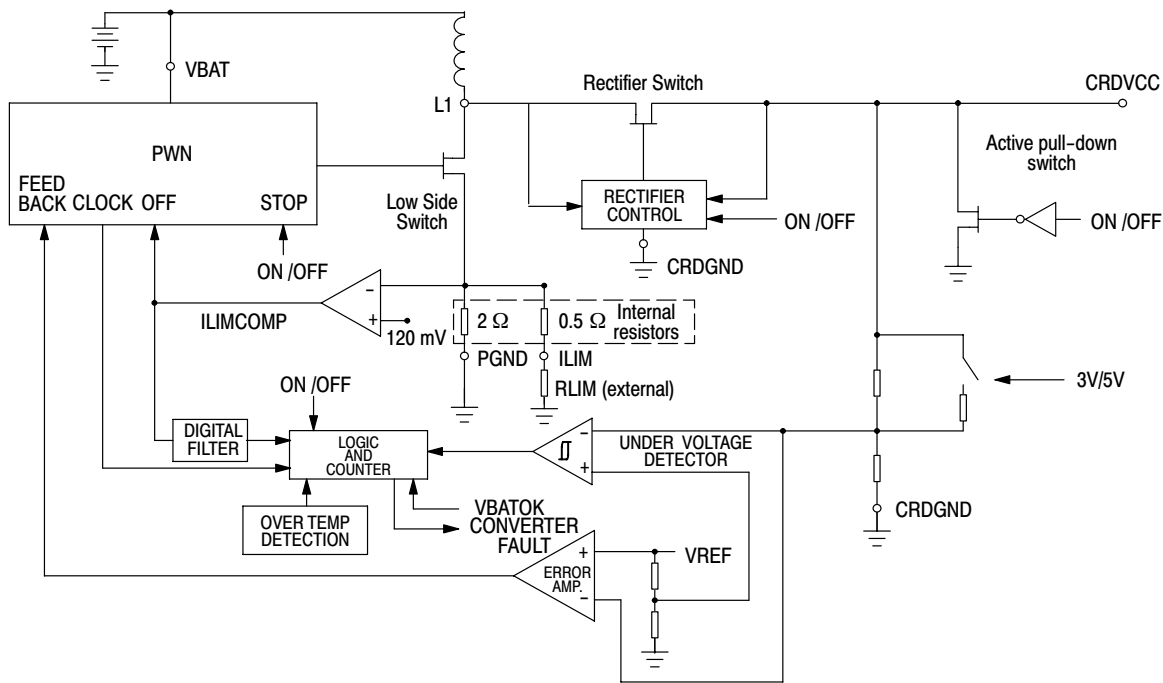 VBAT
L1
Rectifier Switch
CRDVCC
PWN
FEED
BACK
CLOCK
OFF
STOP
Low Side
Switch
RECTIFIER
CONTROL
ON /OFF
CRDGND
Active pull-down
switch
ON /OFF
ON /OFF
ILIMCOMP
-
+
120 mV
2 Ω
0.5 Ω
Internal
resistors
PGND
ILIM
RLIM (external)
3V/5V
ON /OFF
DIGITAL
FILTER
LOGIC
AND
COUNTER
-
+
UNDER VOLTAGE
DETECTOR
OVER TEMP
DETECTION
VBATOK
CONVERTER
FAULT
CRDGND
+
ERROR
AMP.
-
VREF